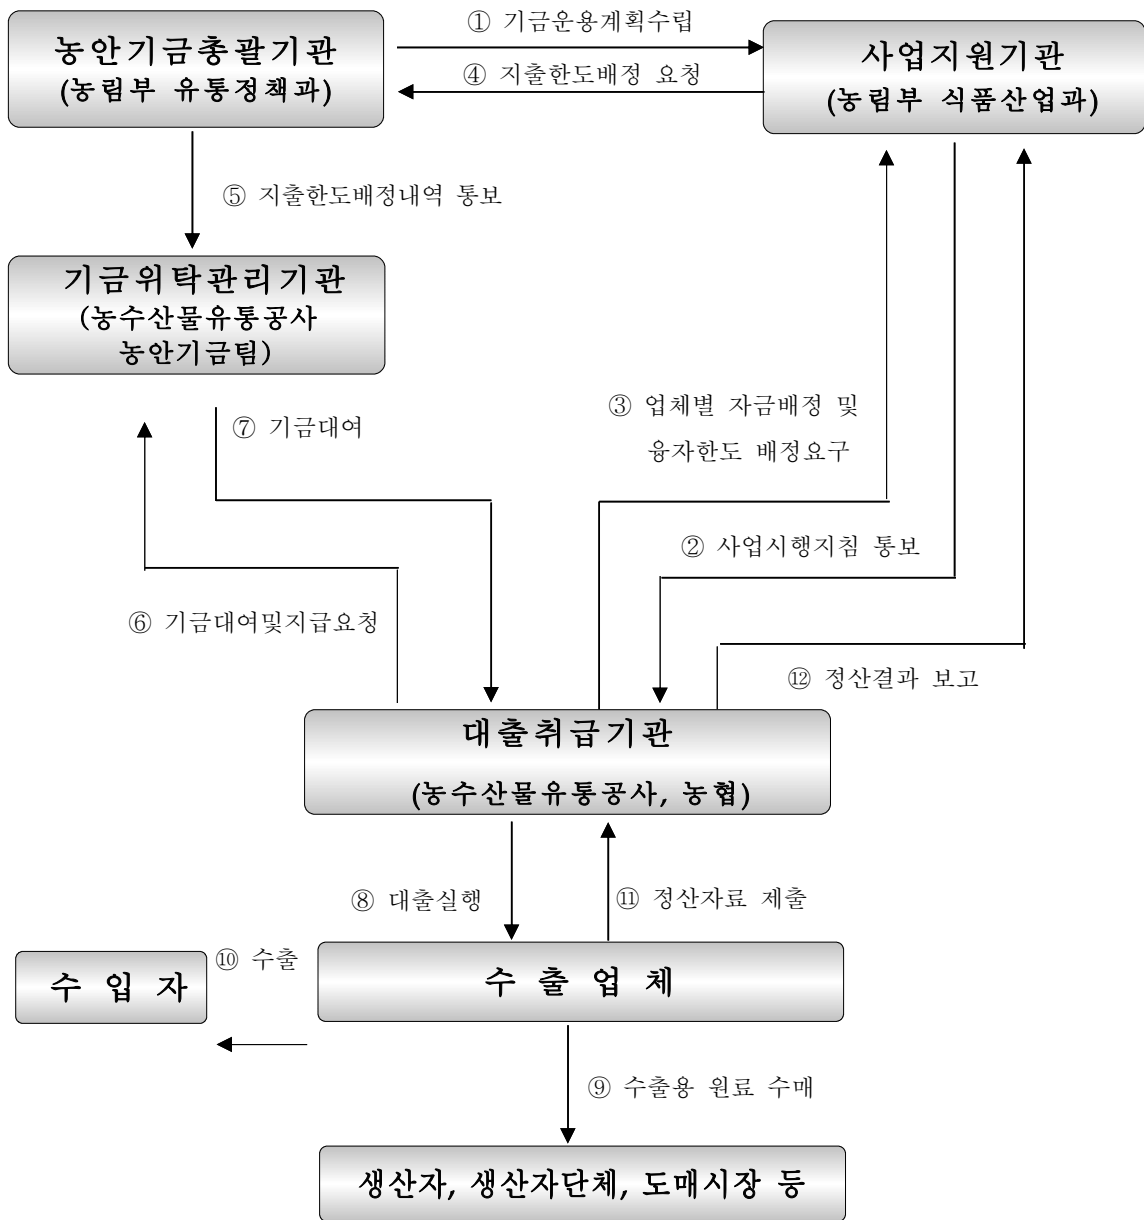 ① 기금운용계획수립
농안기금총괄기관
(농림부 유통정책과)
사업지원기관
(농림부 식품산업과)
④ 지출한도배정 요청
⑤ 지출한도배정내역 통보
기금위탁관리기관
(농수산물유통공사
농안기금팀)
③ 업체별 자금배정 및
융자한도 배정요구
⑦ 기금대여
② 사업시행지침 통보
⑥ 기금대여및지급요청
⑫ 정산결과 보고
대출취급기관
(농수산물유통공사, 농협)
⑧ 대출실행
⑪ 정산자료 제출
⑩ 수출
수 입 자
수 출 업 체
⑨ 수출용 원료 수매
생산자, 생산자단체, 도매시장 등